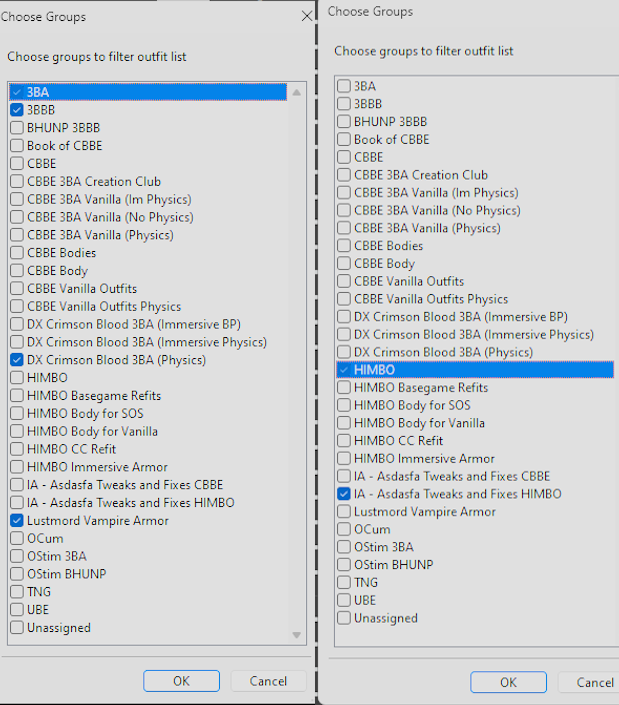 Choose Groups
Choose groups to filter outfit list
3BA
3BBB
BHUNP 3BBB
Book of CBBE
CBBE
CBBE 3BA Creation Club
CBBE 3BA Vanilla (Im Physics)
CBBE 3BA Vanilla (No Physics)
CBBE 3BA Vanilla (Physics)
CBBE Bodies
CBBE Body
CBBE Vanilla Outfits
CBBE Vanilla Outfits Physics
DX Crimson Blood 3BA (Immersive BP)
DX Crimson Blood 3BA (Immersive Physics)
DX Crimson Blood 3BA (Physics)
HIMBO
HIMBO Basegame Refits
HIMBO Body for SOS
HIMBO Body for Vanilla
HIMBO CC Refit
HIMBO Immersive Armor
IA - Asdasfa Tweaks and Fixes CBBE
IA - Asdasfa Tweaks and Fixes HIMBO
Lustmord Vampire Armor
OCum
OStim 3BA
OStim BHUNP
TNG
UBE
Unassigned
OK
Cancel
Choose Groups
Choose groups to filter outfit list
3BA
3BBB
BHUNP 3BBB
Book of CBBE
CBBE
CBBE 3BA Creation Club
CBBE 3BA Vanilla (Im Physics)
CBBE 3BA Vanilla (No Physics)
CBBE 3BA Vanilla (Physics)
CBBE Bodies
CBBE Body
CBBE Vanilla Outfits
CBBE Vanilla Outfits Physics
DX Crimson Blood 3BA (Immersive BP)
DX Crimson Blood 3BA (Immersive Physics)
DX Crimson Blood 3BA (Physics)
HIMBO
HIMBO Basegame Refits
HIMBO Body for SOS
HIMBO Body for Vanilla
HIMBO CC Refit
HIMBO Immersive Armor
IA - Asdasfa Tweaks and Fixes CBBE
IA - Asdasfa Tweaks and Fixes HIMBO
Lustmord Vampire Armor
OCum
OStim 3BA
OStim BHUNP
TNG
UBE
Unassigned
OK
Cancel